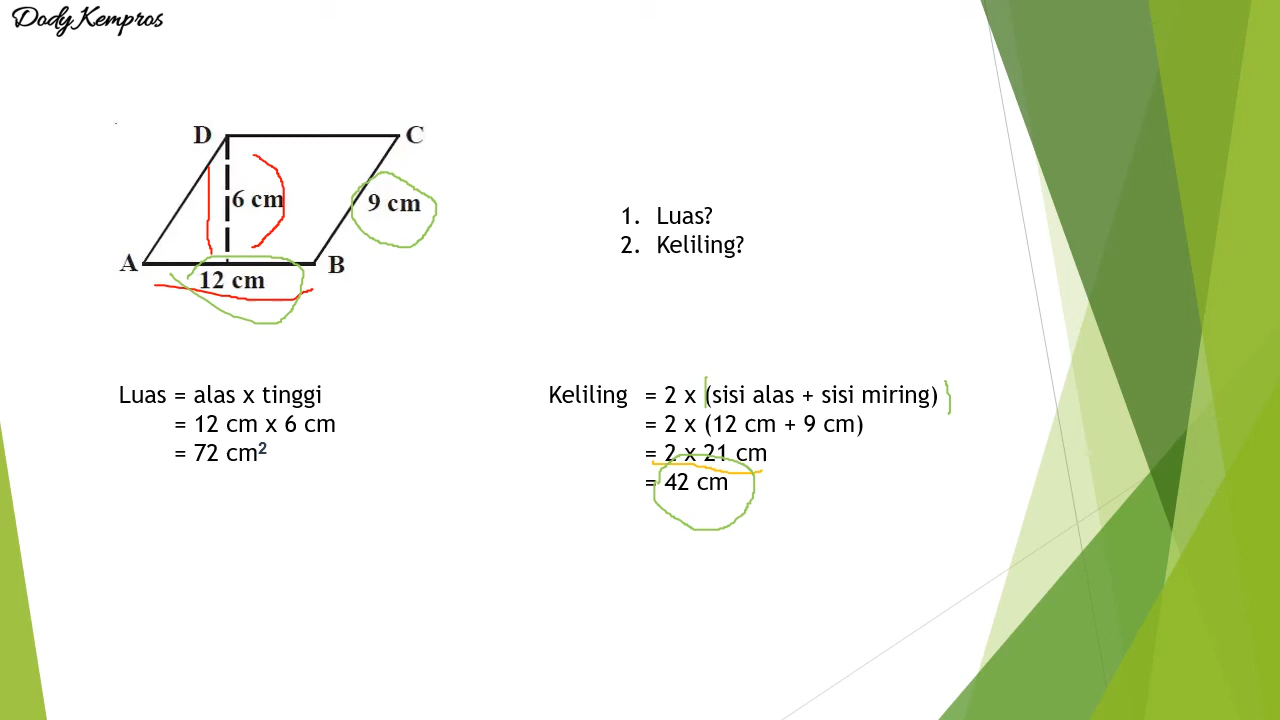 Dody Kempros
D
C
6 cm
9 cm
A
B
12 cm
1. Luas?
2. Keliling?
Luas = alas x tinggi
= 12 cm x 6 cm
= 72 cm²
Keliling = 2 x (sisi alas + sisi miring)
= 2 x (12 cm + 9 cm)
= 2 x 21 cm
= 42 cm